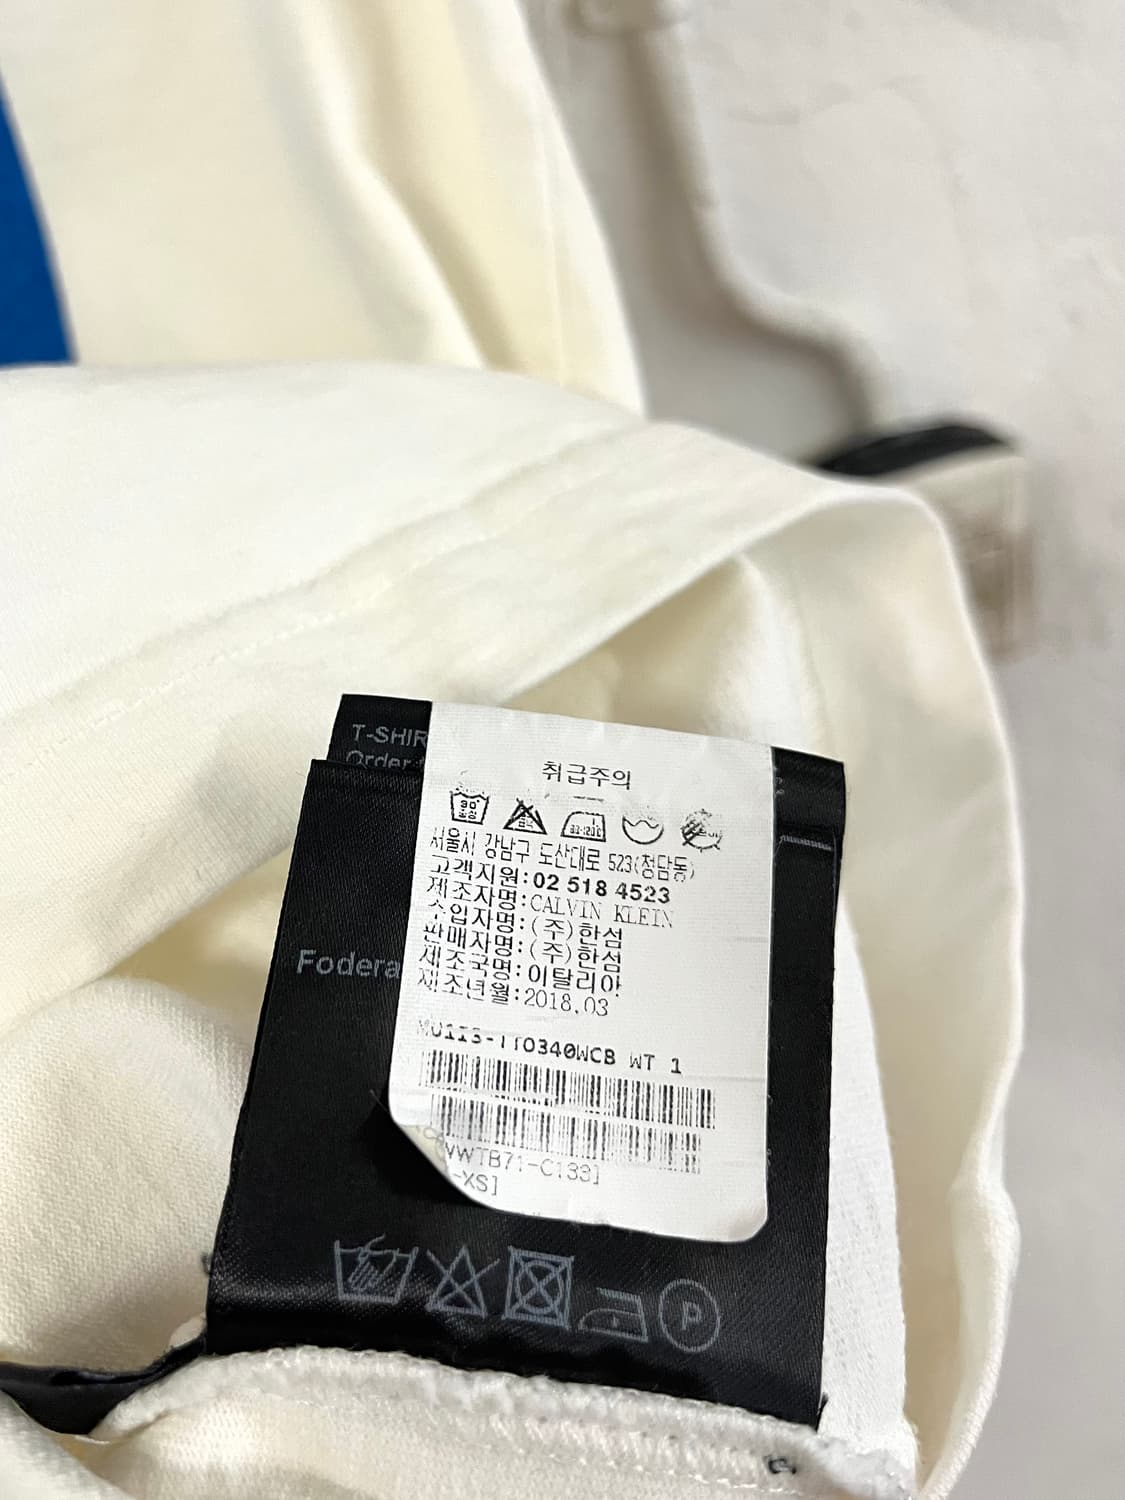 T-SHIR
Order
취급주의
서울시 강남구 도산대로 523(청담동)
고객지원:02 518 4523
제조자명:CALVIN KLEIN
수입자명:(주)한섬
판매자명:(주)한섬
제조국명:이탈리아
제조년월:2018.03
Fodera
WT 1
WWTB71-C133]
-XS]
P